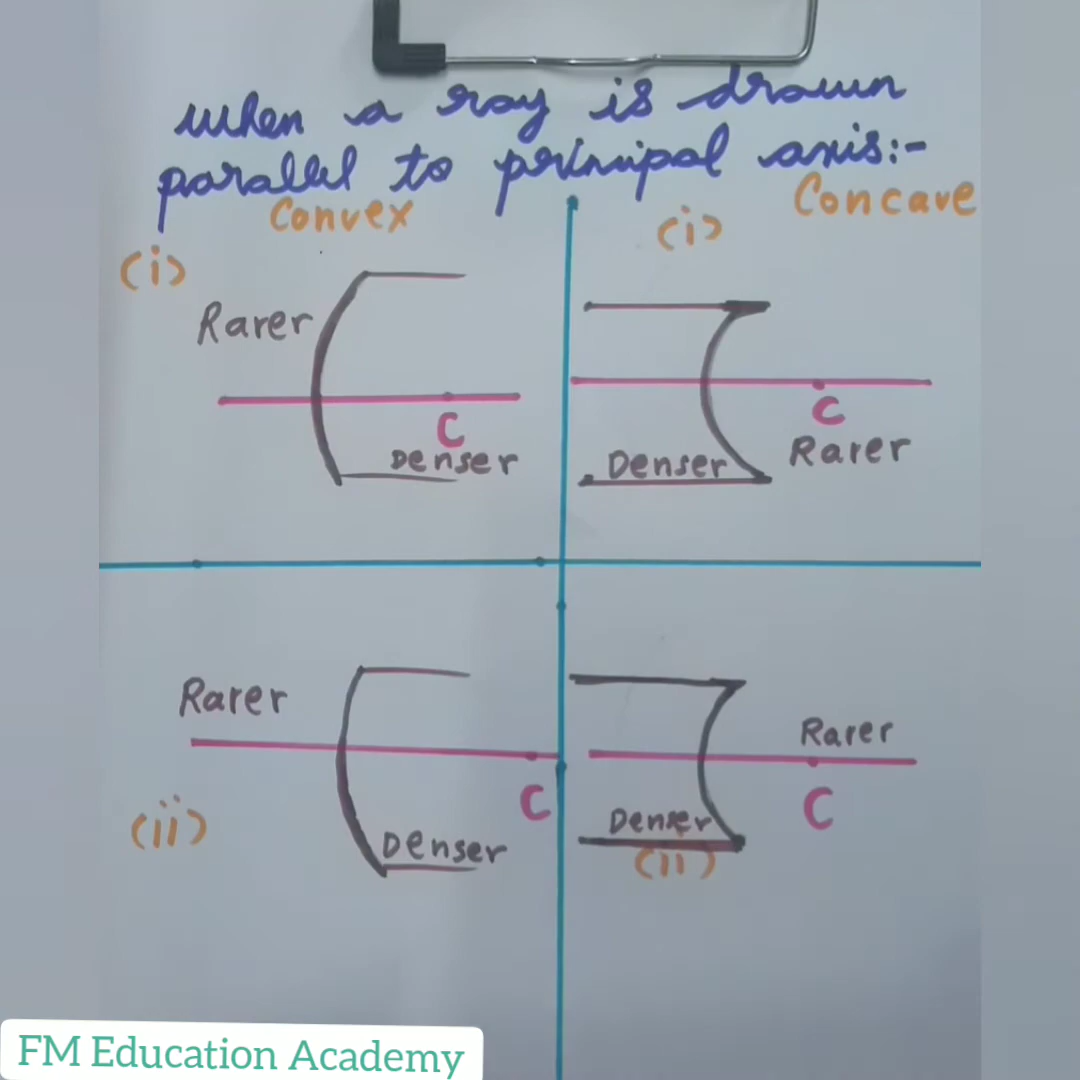 when a ray is drawn
parallel to principal axis:-
Convex
Concave
(i)
(i)
Rarer
C
Denser
C
Denser
Rarer
Rarer
Rarer
C
C
(ii)
Denser
Denser
(ii)
FM Education Academy